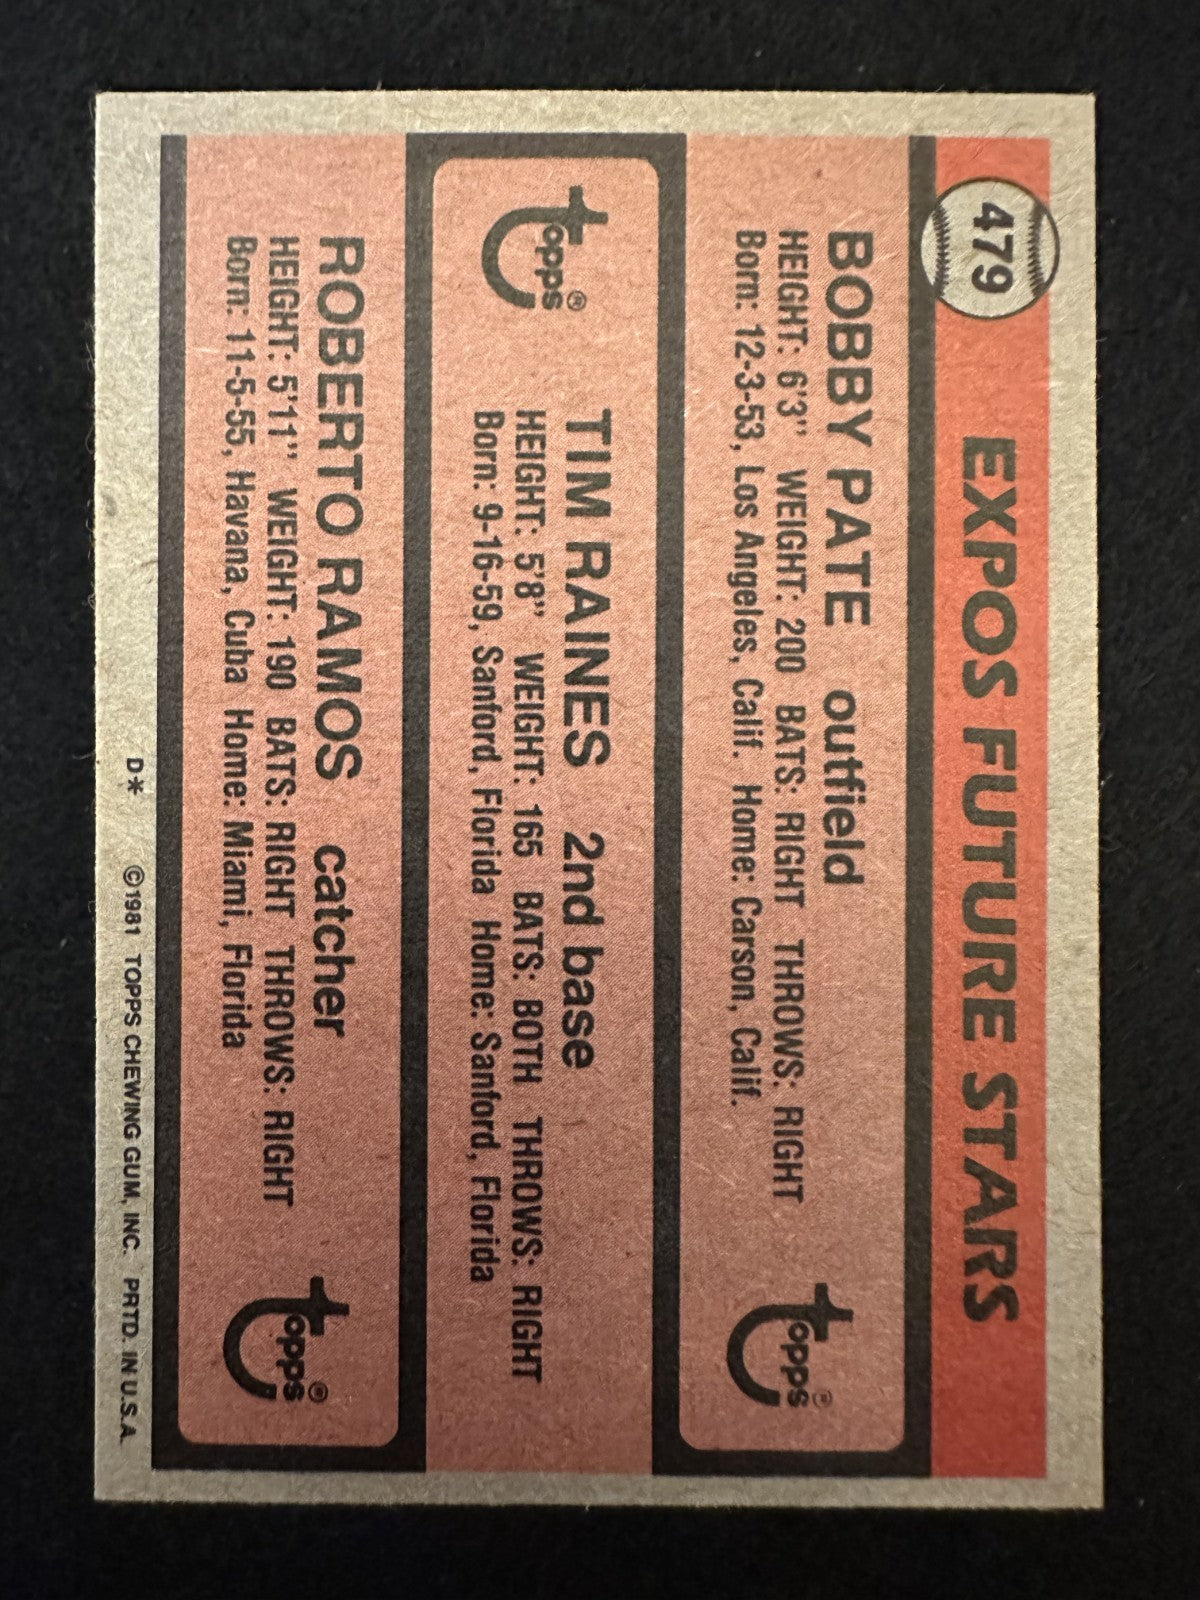 479
EXPOS FUTURE STARS
BOBBY PATE outfield
HEIGHT: 6'3" WEIGHT: 200 BATS: RIGHT THROWS: RIGHT
Born: 12-3-53, Los Angeles, Calif. Home: Carson, Calif.
topps®
topps®
TIM RAINES 2nd base
HEIGHT: 5'8" WEIGHT: 165 BATS: BOTH THROWS: RIGHT
Born: 9-16-59, Sanford, Florida Home: Sanford, Florida
ROBERTO RAMOS catcher
HEIGHT: 5'11" WEIGHT: 190 BATS: RIGHT THROWS: RIGHT
Born: 11-5-55, Havana, Cuba Home: Miami, Florida
topps®
D* ©1981 TOPPS CHEWING GUM, INC. PRTD. IN U.S.A.